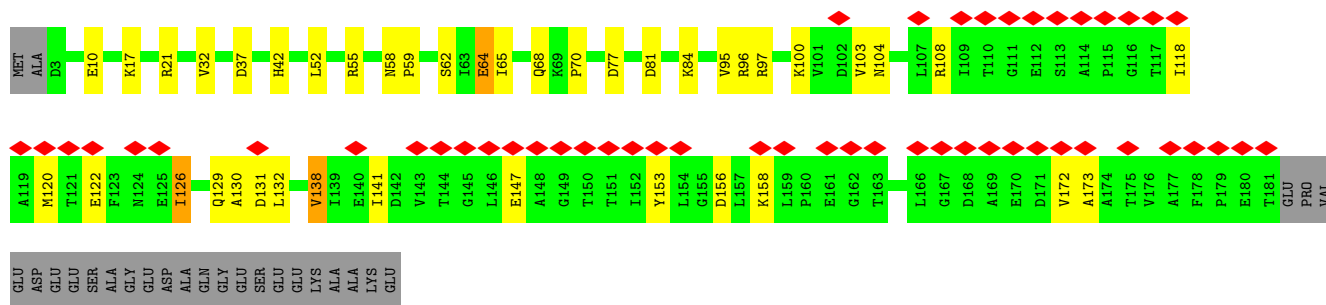 MET ALA D3 E10 K17 R21 V32 D37 H42 L52 R55 N58 P59 S62 I63 E64 I65 Q68 K69 P70 D77 D81 K84 V95 R96 R97 K100 V101 D102 V103 N104 L107 R108 I109 T110 G111 E112 S113 A114 P115 G116 T117 I118
A119 M120 T121 E122 F123 N124 E125 I126 Q129 A130 D131 L132 V138 I139 E140 I141 D142 V143 T144 G145 L146 E147 A148 G149 T150 T151 I152 Y153 L154 G155 D156 L157 K158 L159 P160 E161 G162 T163 L166 G167 D168 A169 E170 D171 V172 A173 A174 T175 V176 A177 F178 P179 E180 T181 GLU PRO VAL
GLU ASP GLU GLU SER ALA GLY GLU ASP ALA GLN GLY GLU SER GLU GLU LYS ALA ALA LYS GLU